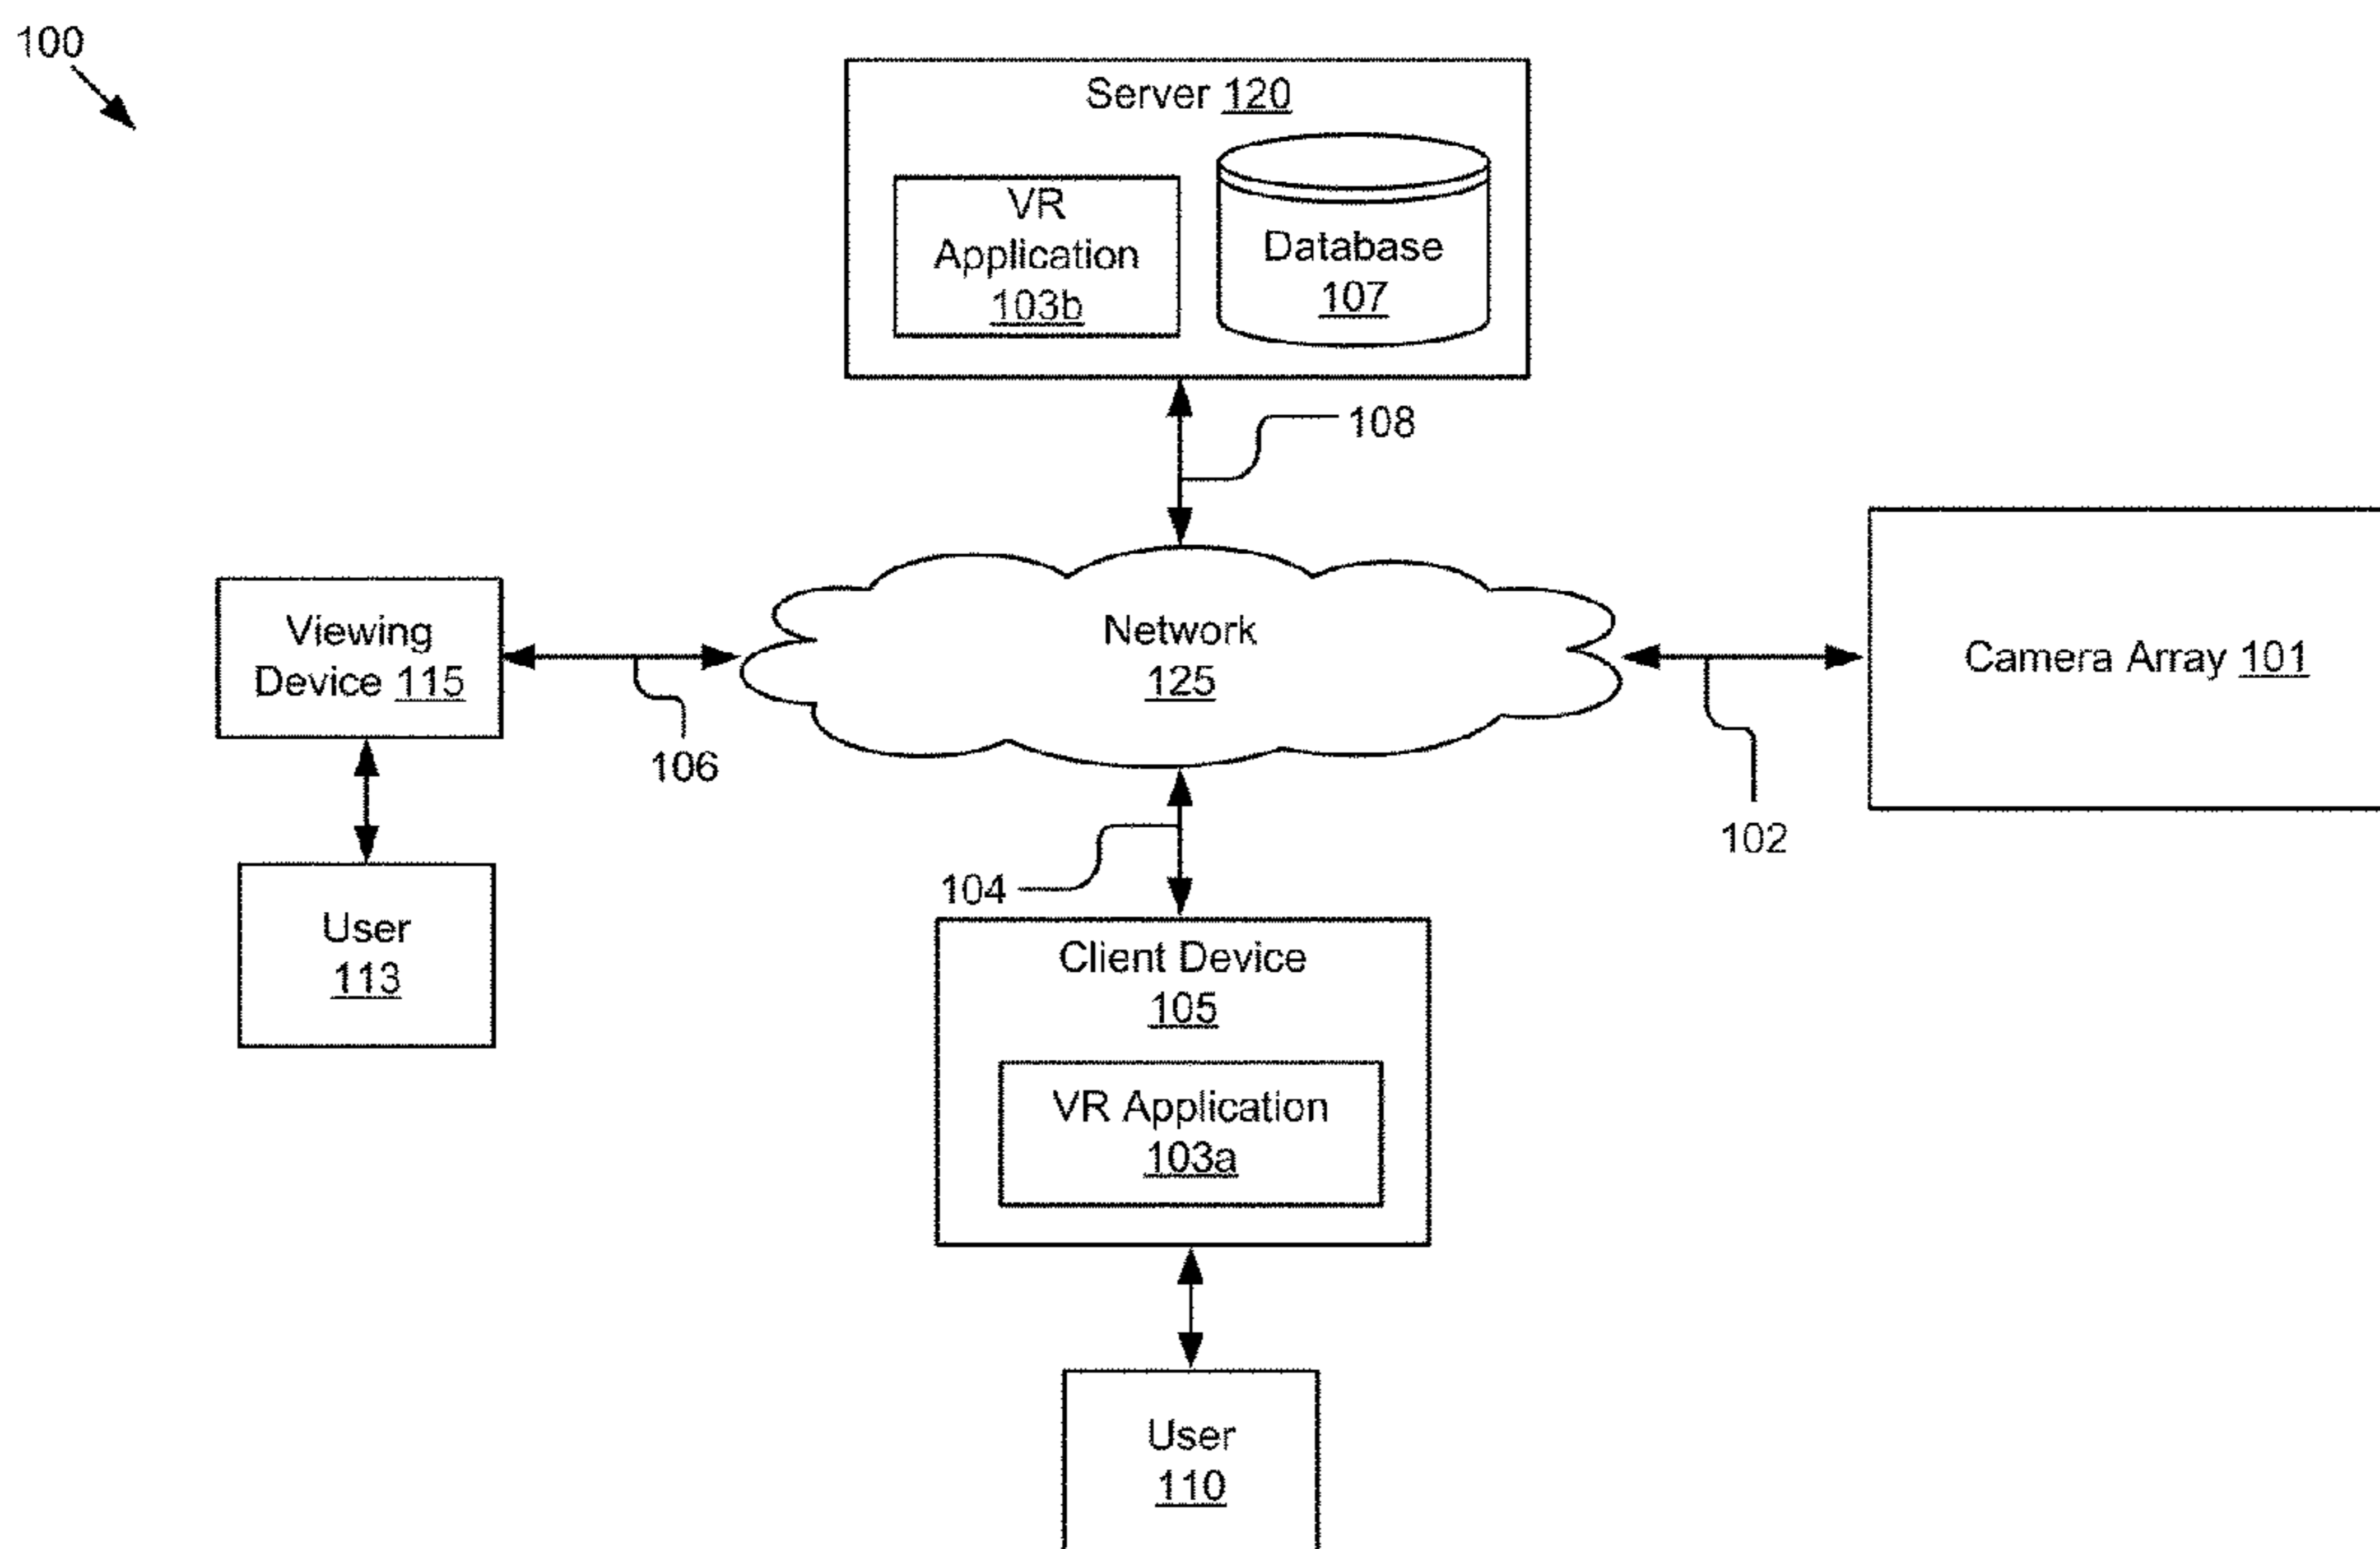 100
Server 120
VR
Application
103b
Database
107
108
Viewing
Device 115
106
Network
125
Camera Array 101
102
104
User
113
Client Device
105
VR Application
103a
User
110